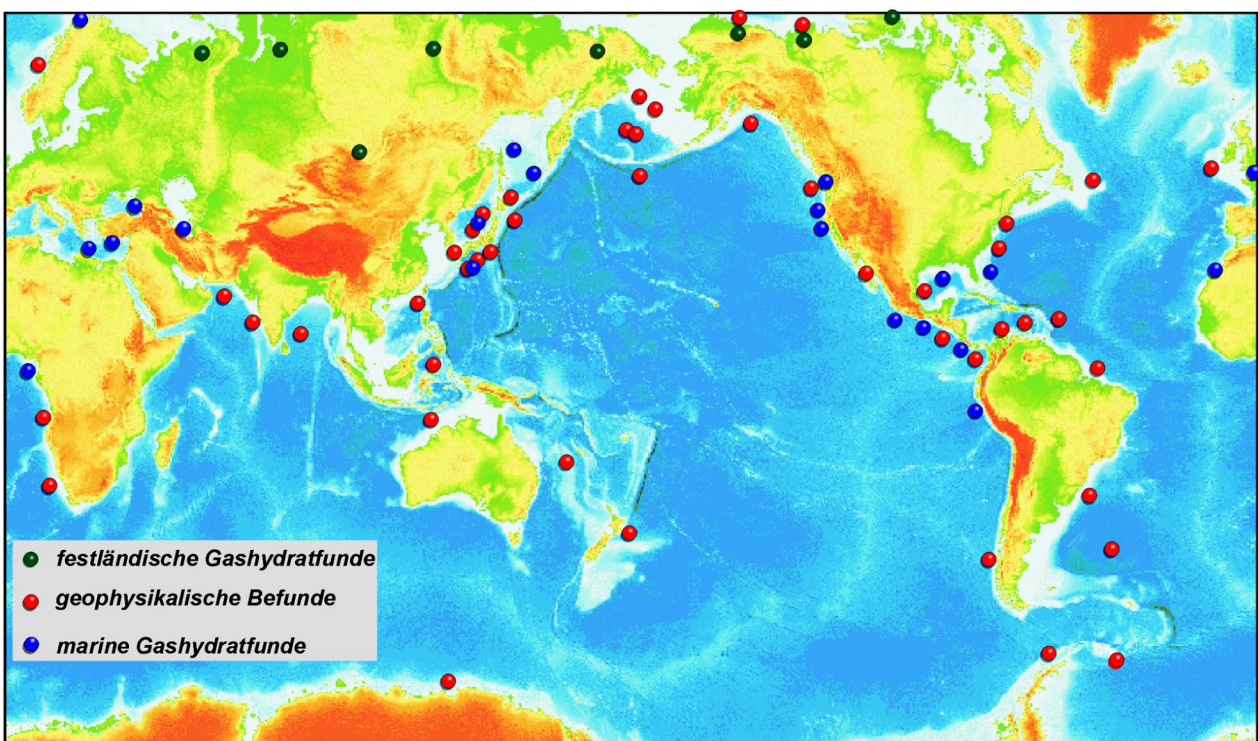 festländische Gashydratfunde
geophysikalische Befunde
marine Gashydratfunde